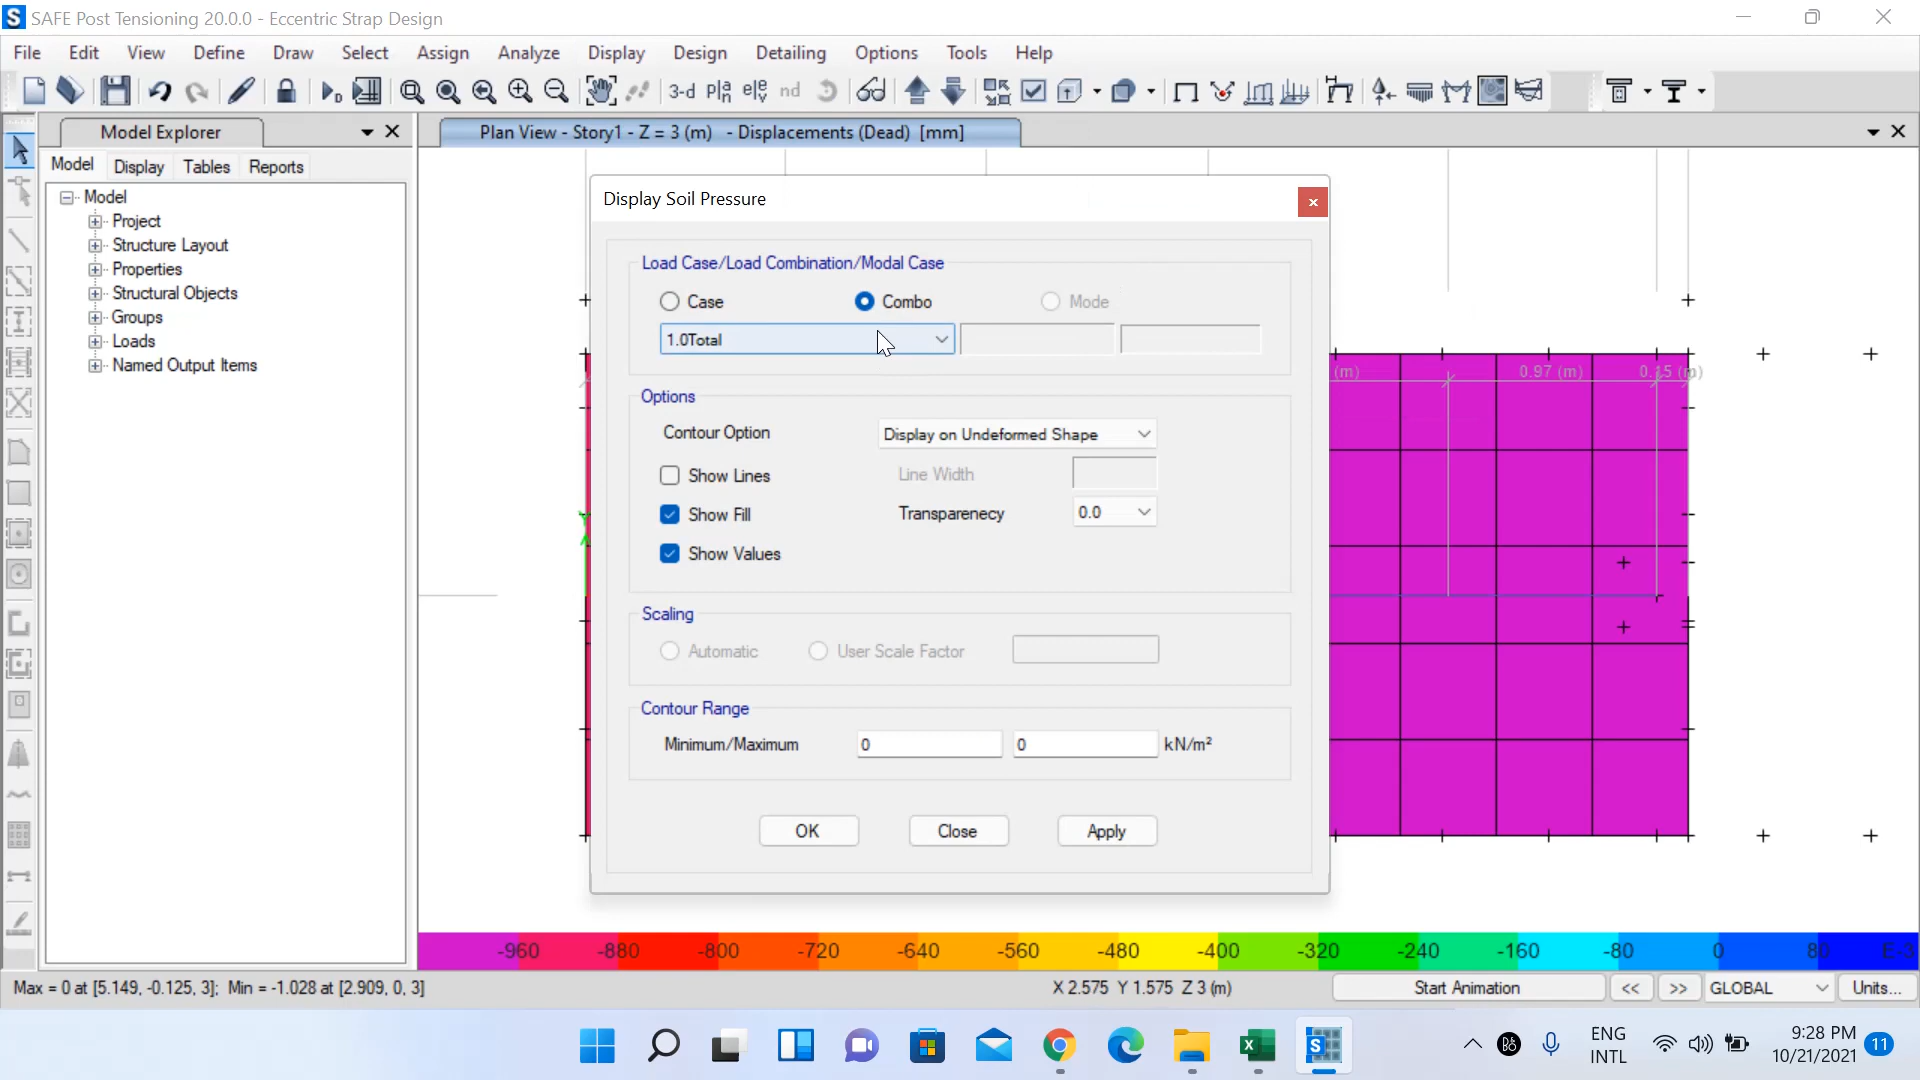 SAFE Post Tensioning 20.0.0 - Eccentric Strap Design
File Edit View Define Draw Select Assign Analyze Display Design Detailing Options Tools Help
3-d nd
Model Explorer
Plan View - Story1 - Z = 3 (m) - Displacements (Dead) [mm]
Model Display Tables Reports
Model
Project
Structure Layout
Properties
Structural Objects
Groups
Loads
Named Output Items
Display Soil Pressure
Load Case/Load Combination/Modal Case
Case Combo Mode
1.0Total
Options
Contour Option Display on Undeformed Shape
Show Lines Line Width
Show Fill Transparenecy 0.0
Show Values
Scaling
Automatic User Scale Factor
Contour Range
Minimum/Maximum 0 0 kN/m²
OK Close Apply
(m) 0.97 (m) 0.15 (m)
-960 -880 -800 -720 -640 -560 -480 -400 -320 -240 -160 -80 0 80 E-3
Max = 0 at [5.149, -0.125, 3]; Min = -1.028 at [2.909, 0, 3]
X 2.575 Y 1.575 Z 3 (m)
Start Animation << >> GLOBAL Units...
ENG
INTL
9:28 PM
10/21/2021
11